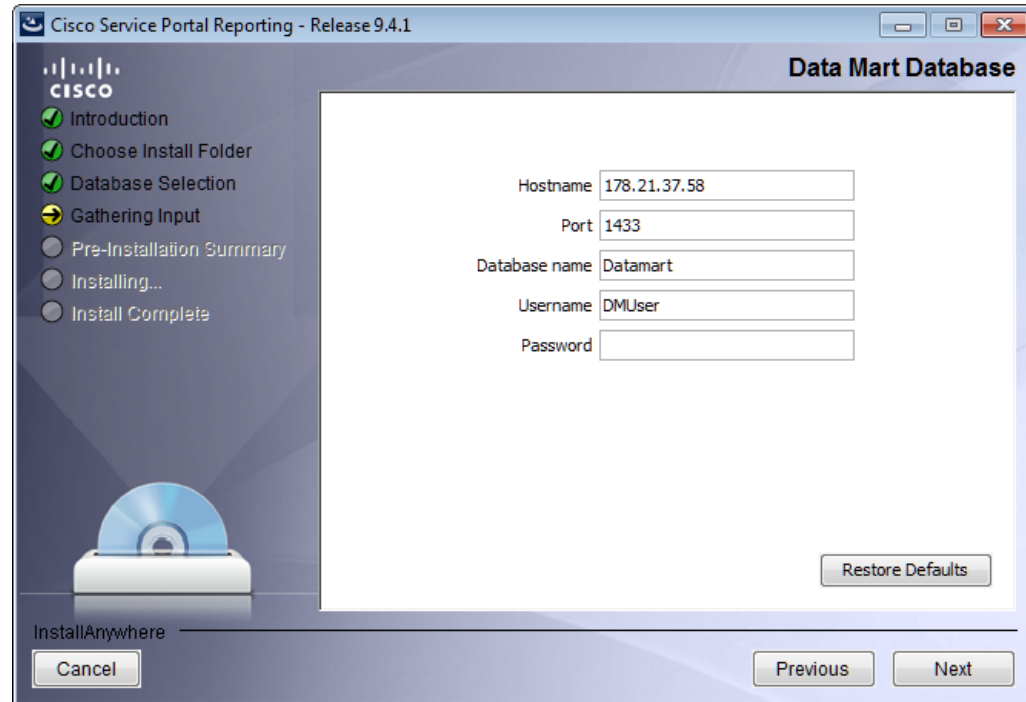 Cisco Service Portal Reporting - Release 9.4.1
CISCO
Data Mart Database
Introduction
Choose Install Folder
Database Selection
Gathering Input
Pre-Installation Summary
Installing...
Install Complete
Hostname 178.21.37.58
Port 1433
Database name Datamart
Username DMUser
Password
Restore Defaults
InstallAnywhere
Cancel Previous Next